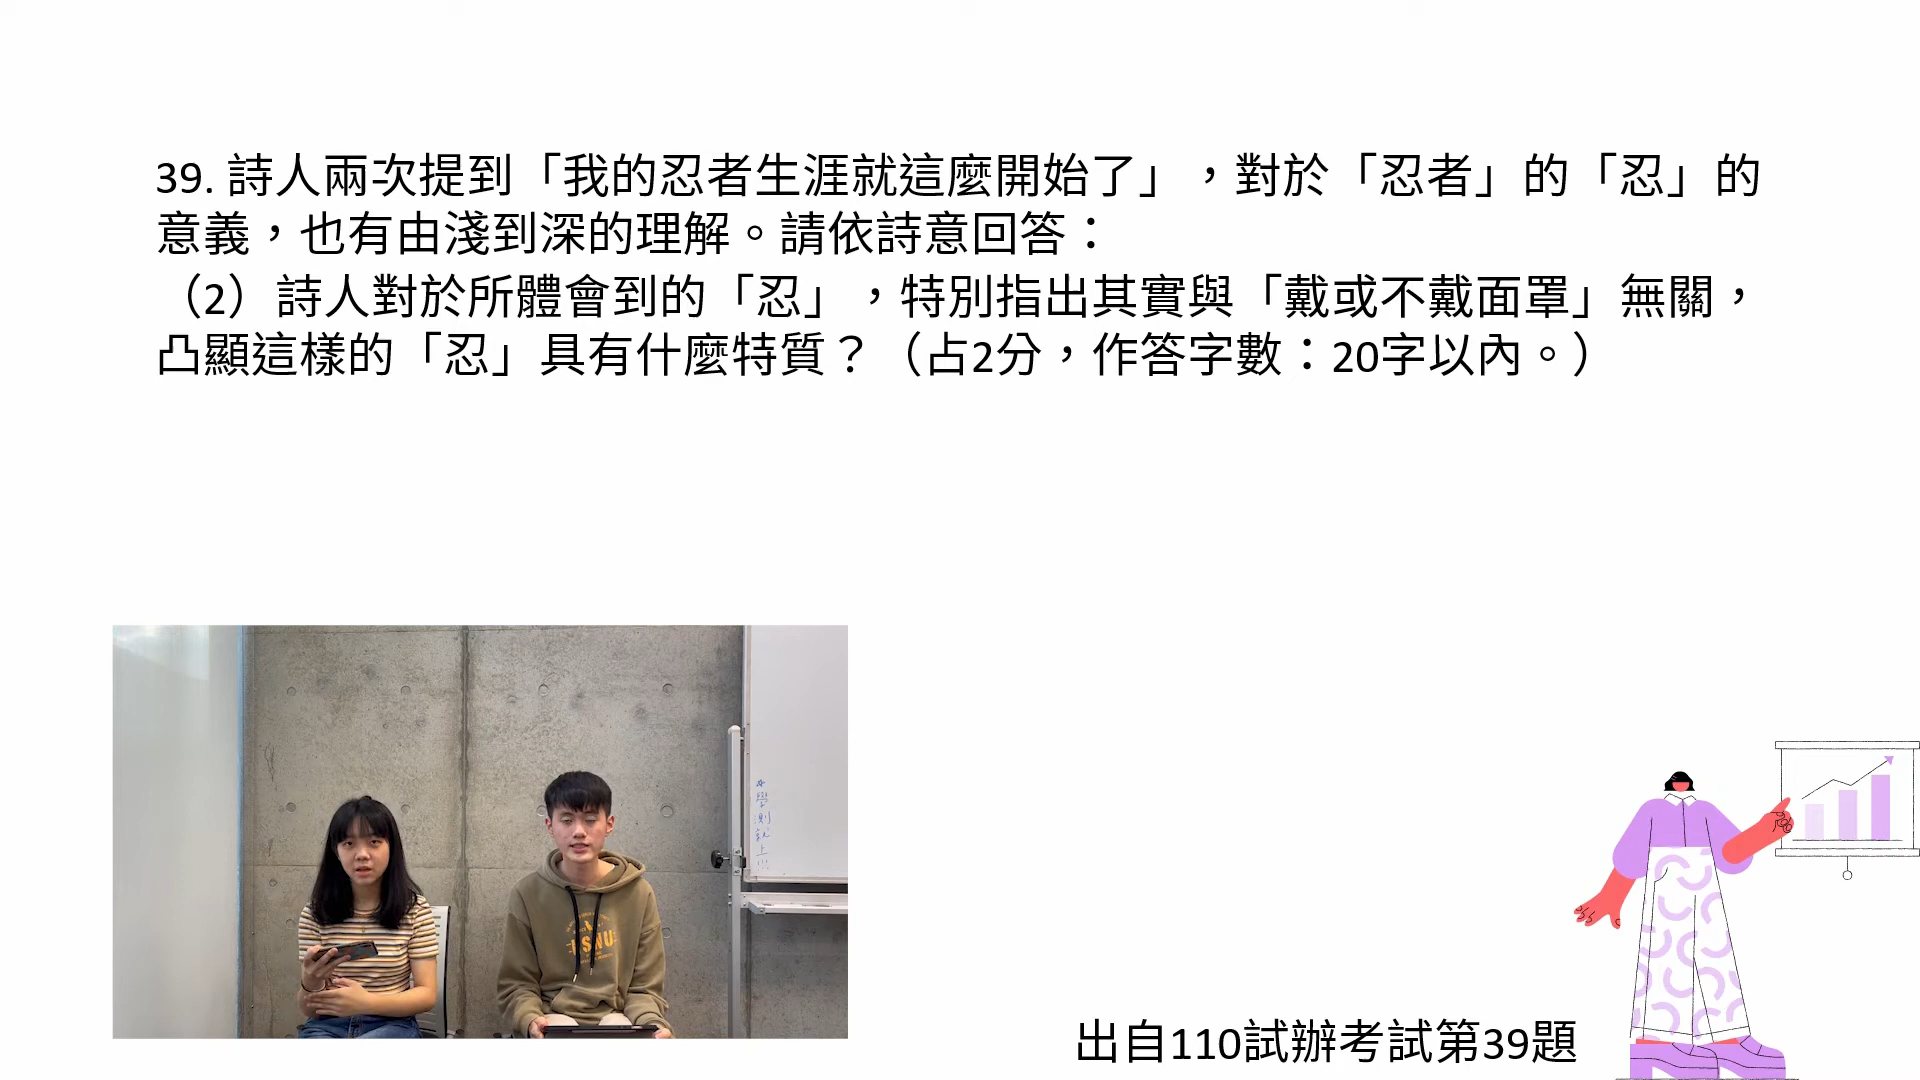 39. 詩人兩次提到「我的忍者生涯就這麼開始了」，對於「忍者」的「忍」的
意義，也有由淺到深的理解。請依詩意回答：
（2）詩人對於所體會到的「忍」，特別指出其實與「戴或不戴面罩」無關，
凸顯這樣的「忍」具有什麼特質？（占2分，作答字數：20字以內。）
學測就上!!!
出自110試辦考試第39題